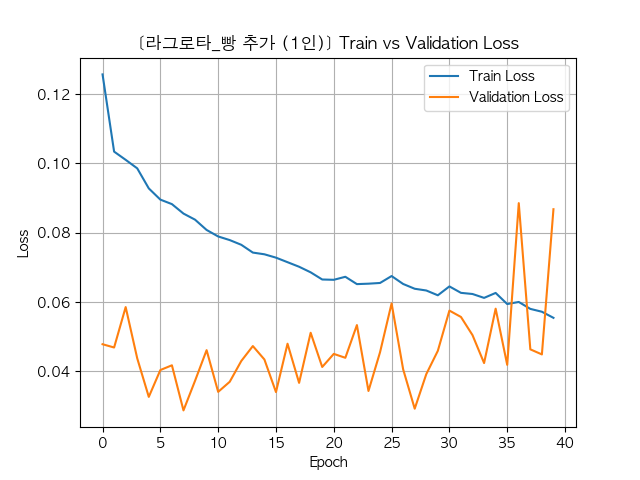 [라그로타_빵 추가 (1인)] Train vs Validation Loss
Train Loss
Validation Loss
Loss
0.12
0.10
0.08
0.06
0.04
0 5 10 15 20 25 30 35 40
Epoch